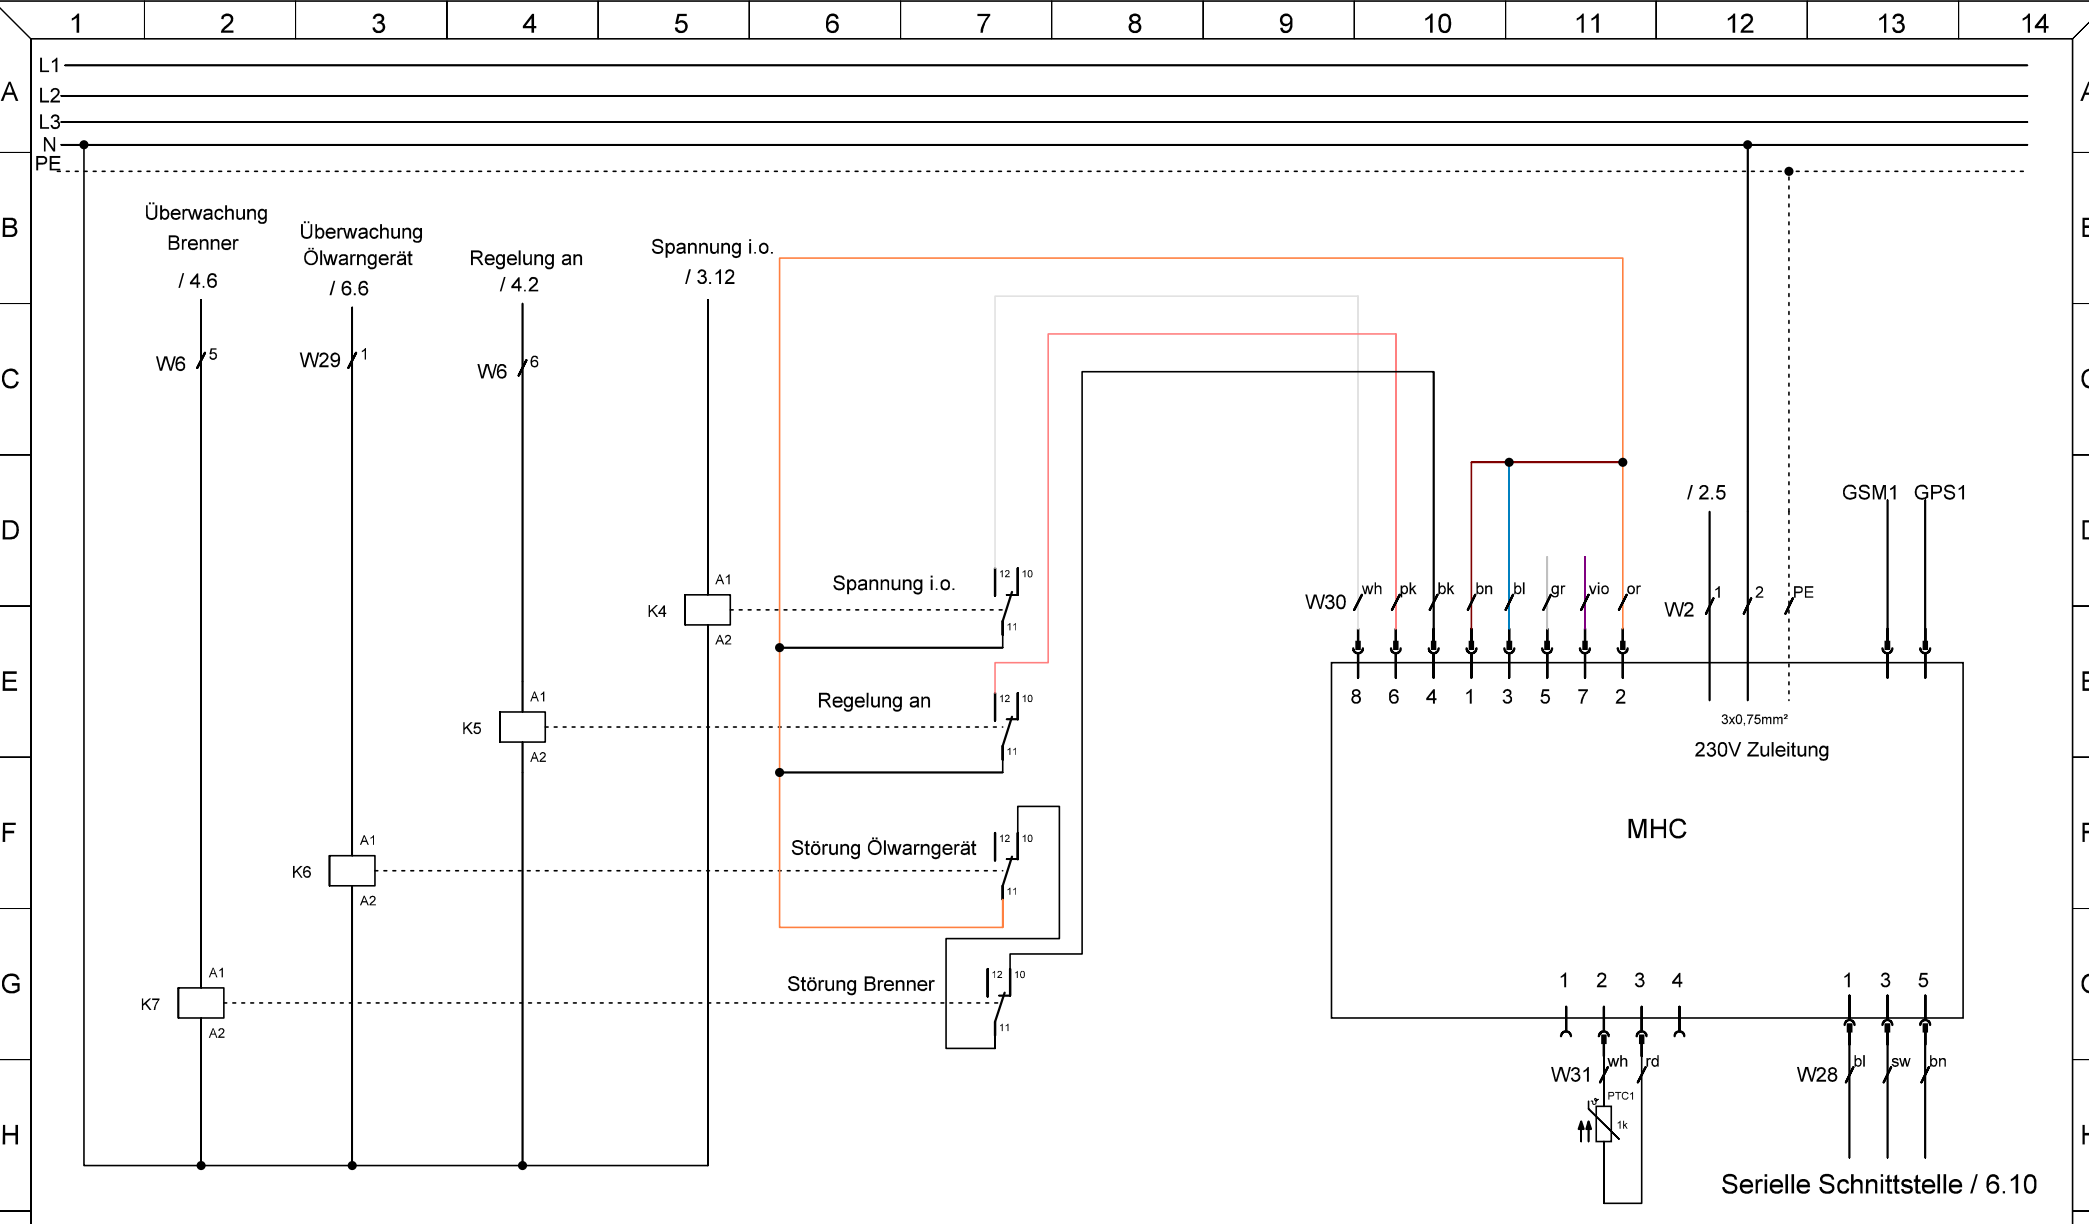 1 2 3 4 5 6 7 8 9 10 11 12 13 14
A L1 A
L2
L3
N
PE
B B
Überwachung
Brenner
/ 4.6
Überwachung
Ölwarngerät
/ 6.6
Regelung an
/ 4.2
Spannung i.o.
/ 3.12
C C
W6 5
W29 1
W6 6
D D
/ 2.5 GSM1 GPS1
Spannung i.o. 12 10
11
K4 A1
A2
W30 wh pk bk bn bl gr vio or
W2 1 2 PE
E E
8 6 4 1 3 5 7 2
3x0,75mm²
230V Zuleitung
Regelung an 12 10
11
K5 A1
A2
F F
MHC
Störung Ölwarngerät 12 10
11
K6 A1
A2
G G
Störung Brenner 12 10
11
K7 A1
A2
1 2 3 4 1 3 5
W31 wh rd
W28 bl sw bn
PTC1
ϑ
1k
H H
Serielle Schnittstelle / 6.10